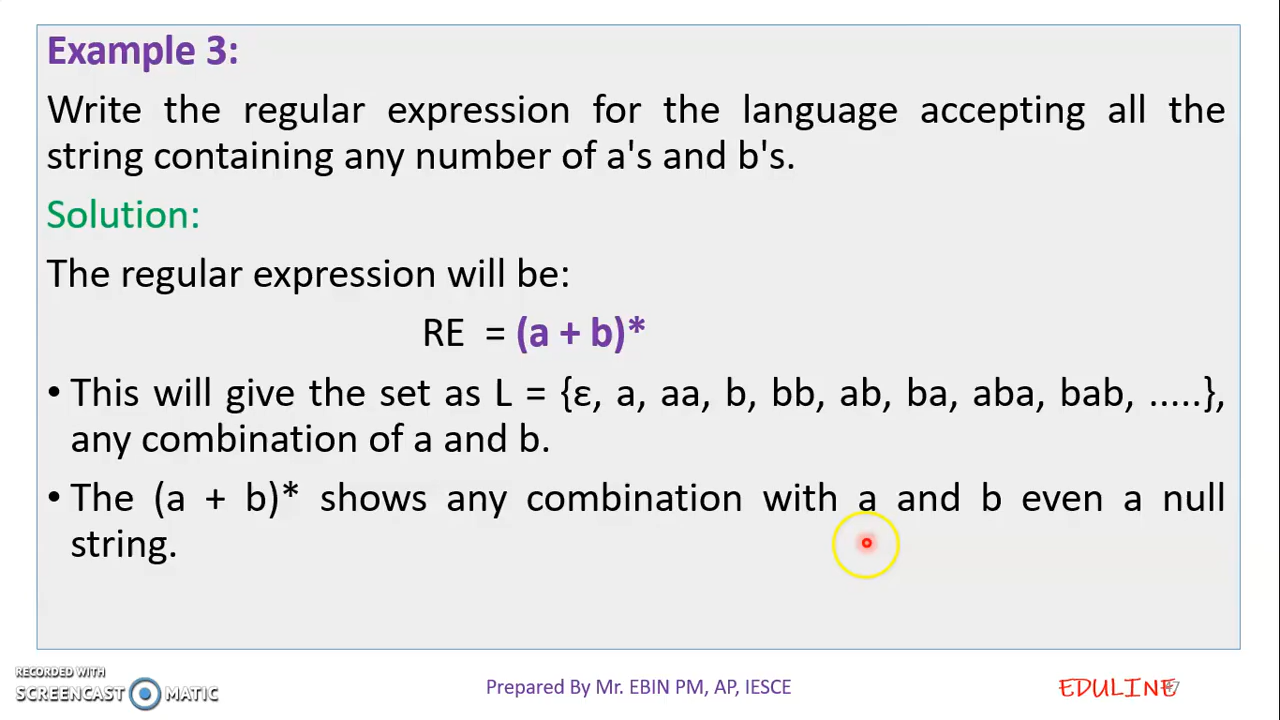 Example 3:
Write the regular expression for the language accepting all the
string containing any number of a's and b's.
Solution:
The regular expression will be:
RE = (a + b)*
• This will give the set as L = {ε, a, aa, b, bb, ab, ba, aba, bab, .....},
any combination of a and b.
• The (a + b)* shows any combination with a and b even a null
string.
RECORDED WITH
SCREENCAST MATIC
Prepared By Mr. EBIN PM, AP, IESCE
EDULINE
47